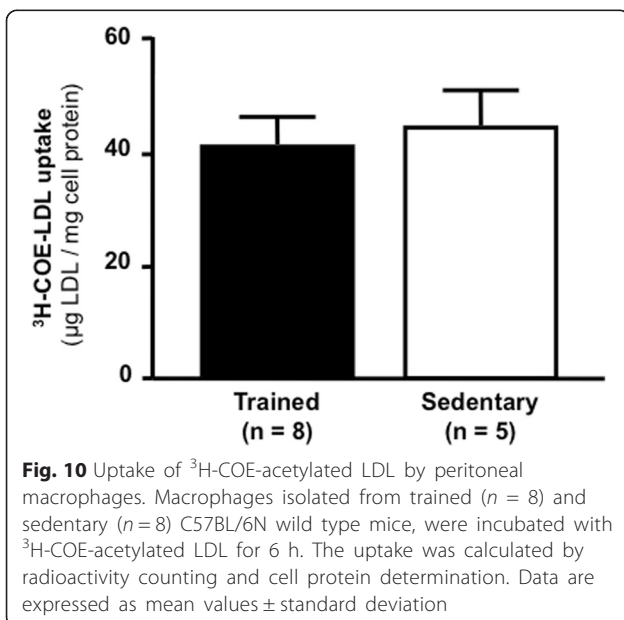 60
40
20
0
³H-COE-LDL uptake
(µg LDL / mg cell protein)
Trained
(n = 8)
Sedentary
(n = 5)
Fig. 10 Uptake of ³H-COE-acetylated LDL by peritoneal
macrophages. Macrophages isolated from trained (n = 8) and
sedentary (n = 8) C57BL/6N wild type mice, were incubated with
³H-COE-acetylated LDL for 6 h. The uptake was calculated by
radioactivity counting and cell protein determination. Data are
expressed as mean values ± standard deviation